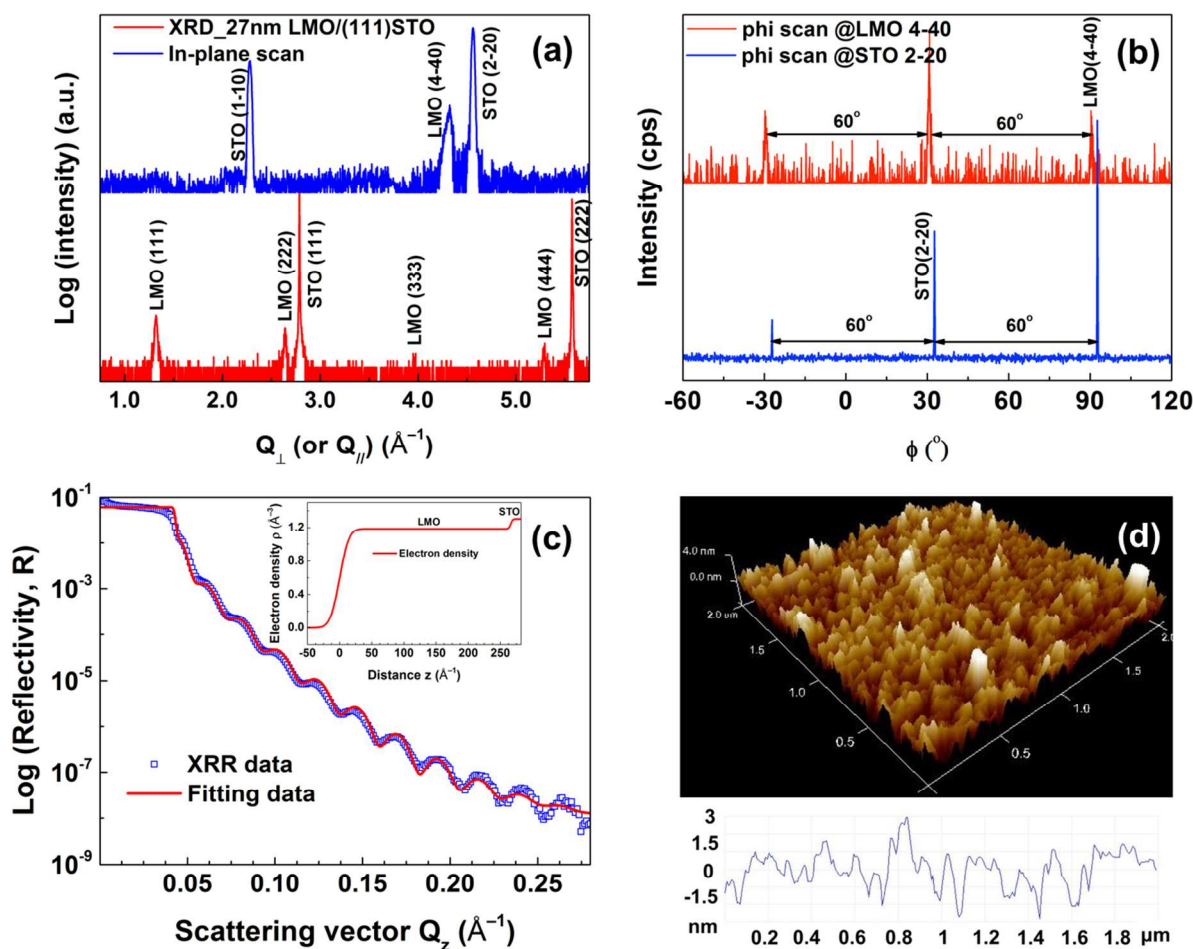 XRD_27nm LMO/(111)STO
In-plane scan
(a)
STO (1-10)
LMO (4-40)
STO (2-20)
LMO (111)
LMO (222)
STO (111)
LMO (333)
LMO (444)
STO (222)
Log (intensity) (a.u.)
1.0 2.0 3.0 4.0 5.0
Q⊥ (or Q//) (Å⁻¹)
phi scan @LMO 4-40
phi scan @STO 2-20
(b)
LMO(4-40)
60°
60°
STO(2-20)
60°
60°
Intensity (cps)
-60 -30 0 30 60 90 120
ϕ (°)
10⁻¹
10⁻³
10⁻⁵
10⁻⁷
10⁻⁹
Log (Reflectivity, R)
(c)
Electron density ρ (Å⁻³)
1.2
0.8
0.4
0.0
LMO
STO
Electron density
-50 0 50 100 150 200 250
Distance z (Å⁻¹)
XRR data
Fitting data
0.05 0.10 0.15 0.20 0.25
Scattering vector Q_z (Å⁻¹)
(d)
4.0 nm
0.0 nm
2.0 µm
1.5
1.0
0.5
0.5
1.0
1.5
2.0
3
1.5
0
-1.5
nm
0.2 0.4 0.6 0.8 1 1.2 1.4 1.6 1.8 µm